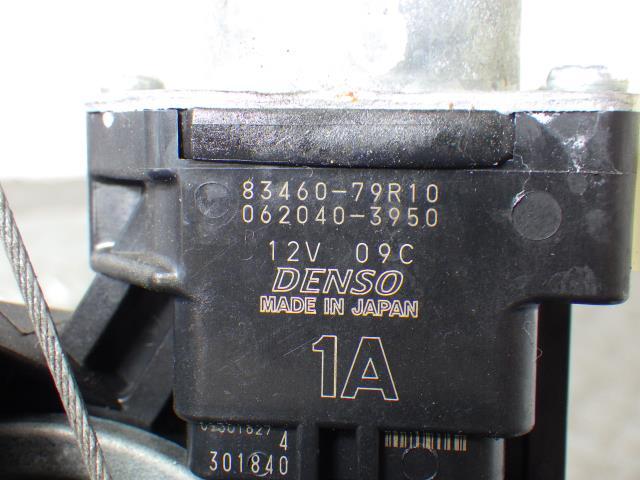 83460-79R10
062040-3950
12V 09C
DENSO
MADE IN JAPAN
1A
4
301840